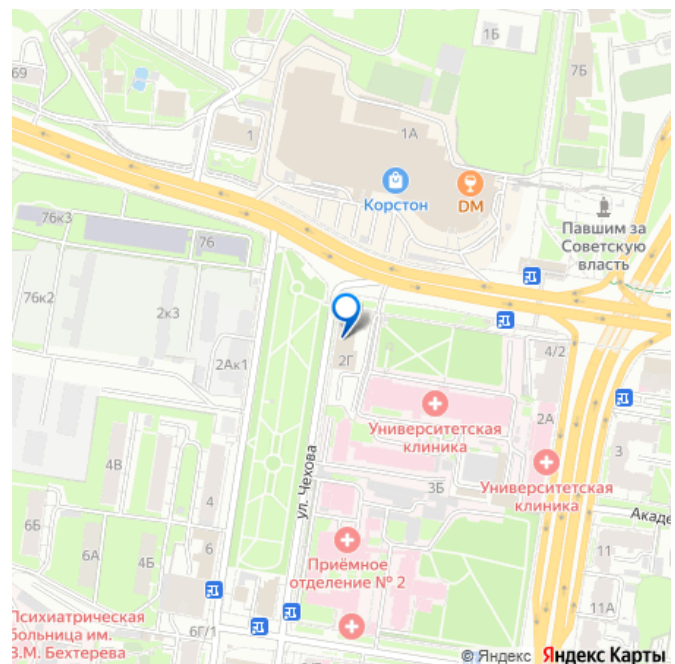 1Б
7Б
69
1
1А
Корстон
DM
Павшим за
Советскую
власть
76к3
76
76к2
2к3
2Ак1
2Г
4/2
Университетская
клиника
2А
3
4В
ул. Чехова
3Б
Университетская
клиника
4
Акаде
6Б
6А
4Б
6
Приёмное
отделение № 2
11
11А
Психиатрическая
больница им.
В.М. Бехтерева
6Г/1
© Яндекс Яндекс Карты